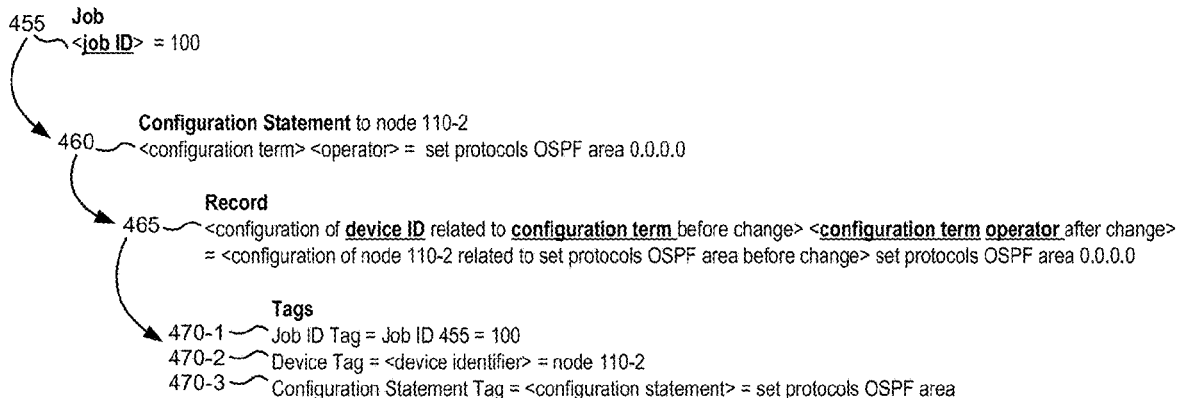 455 Job
<job ID> = 100
460 Configuration Statement to node 110-2
<configuration term> <operator> = set protocols OSPF area 0.0.0.0
465 Record
<configuration of device ID related to configuration term before change> <configuration term operator after change>
= <configuration of node 110-2 related to set protocols OSPF area before change> set protocols OSPF area 0.0.0.0
Tags
470-1 Job ID Tag = Job ID 455 = 100
470-2 Device Tag = <device identifier> = node 110-2
470-3 Configuration Statement Tag = <configuration statement> = set protocols OSPF area